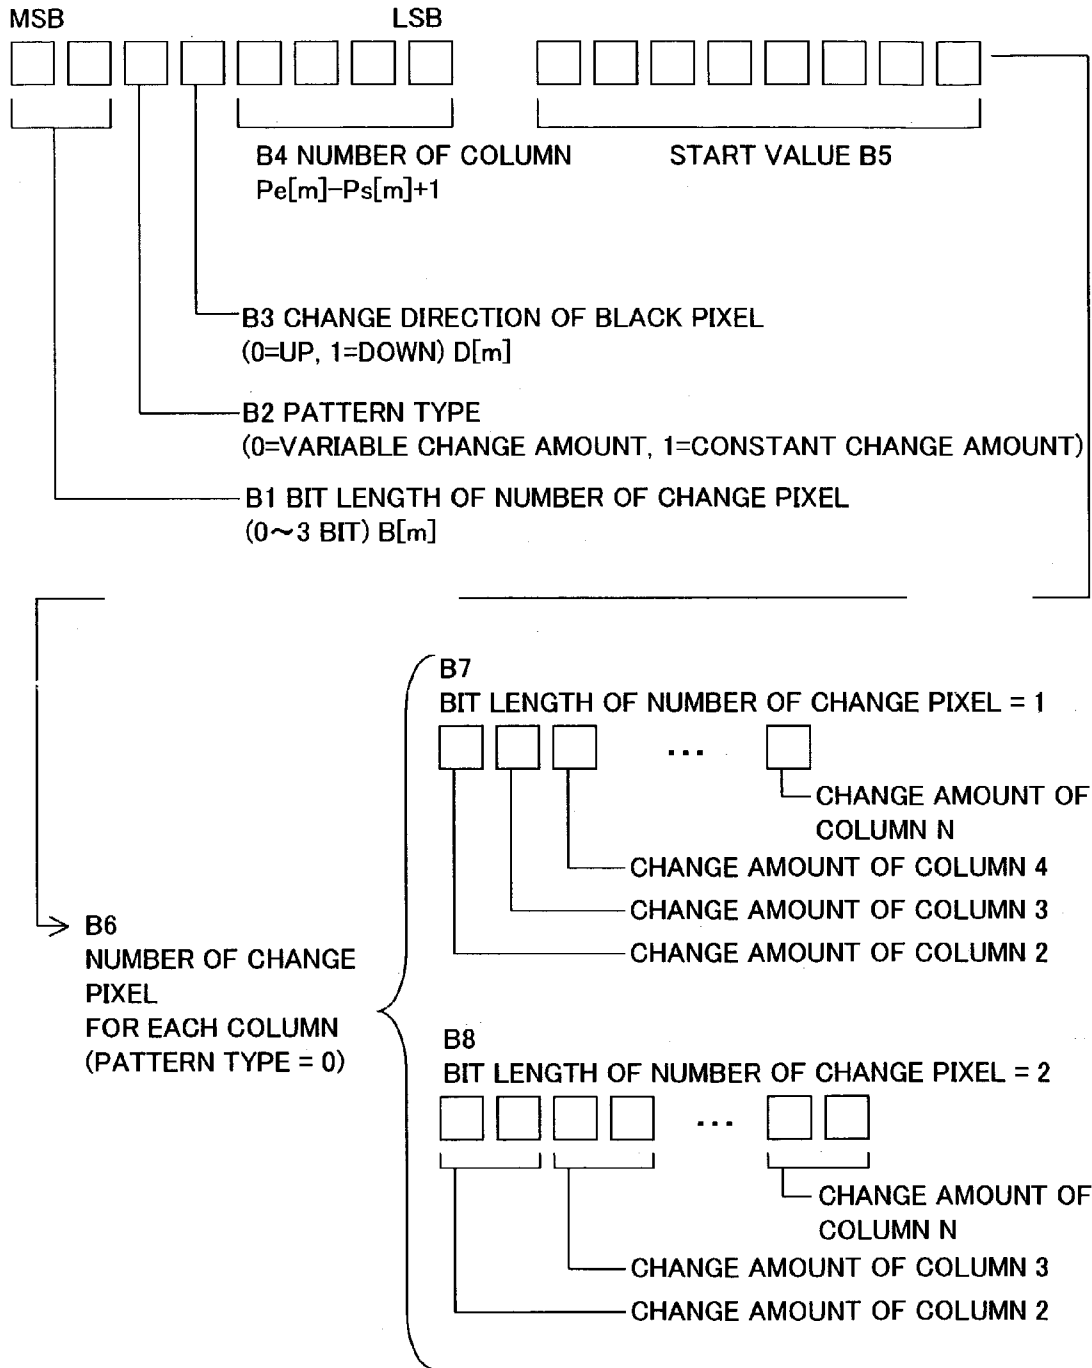 MSB LSB
B4 NUMBER OF COLUMN START VALUE B5
Pe[m]-Ps[m]+1
B3 CHANGE DIRECTION OF BLACK PIXEL
(0=UP, 1=DOWN) D[m]
B2 PATTERN TYPE
(0=VARIABLE CHANGE AMOUNT, 1=CONSTANT CHANGE AMOUNT)
B1 BIT LENGTH OF NUMBER OF CHANGE PIXEL
(0～3 BIT) B[m]
B7
BIT LENGTH OF NUMBER OF CHANGE PIXEL = 1
...
CHANGE AMOUNT OF
COLUMN N
CHANGE AMOUNT OF COLUMN 4
CHANGE AMOUNT OF COLUMN 3
CHANGE AMOUNT OF COLUMN 2
B6
NUMBER OF CHANGE
PIXEL
FOR EACH COLUMN
(PATTERN TYPE = 0)
B8
BIT LENGTH OF NUMBER OF CHANGE PIXEL = 2
...
CHANGE AMOUNT OF
COLUMN N
CHANGE AMOUNT OF COLUMN 3
CHANGE AMOUNT OF COLUMN 2